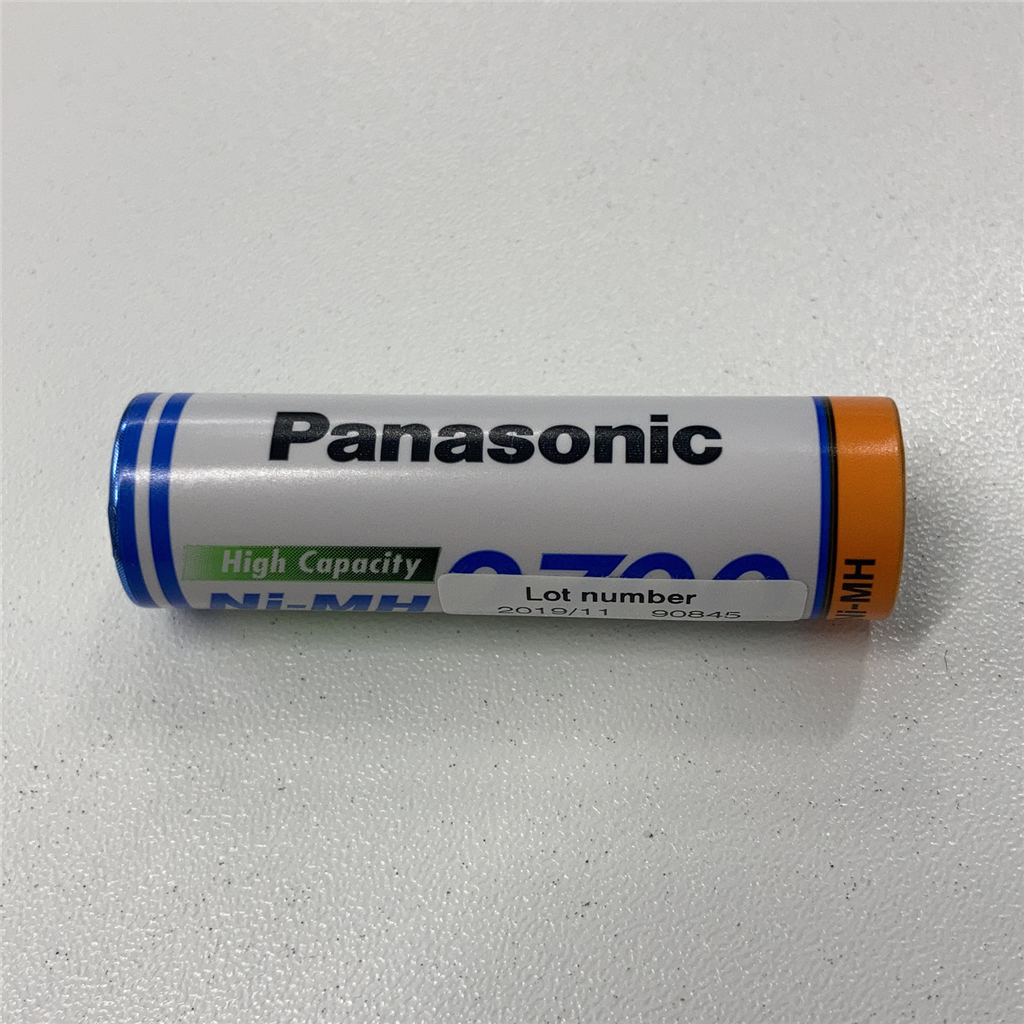 Panasonic
High Capacity
Ni-MH
Lot number
2019/11 90845
Ni-MH